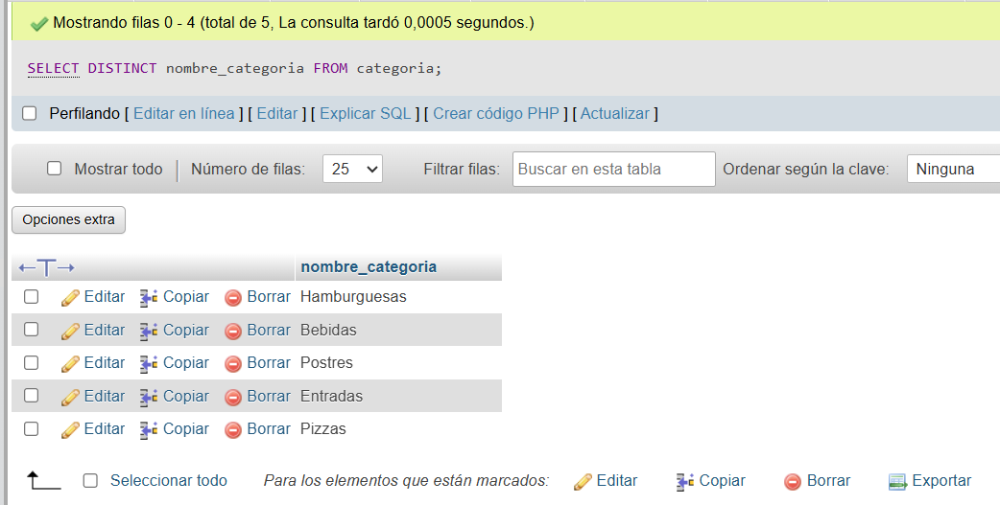 Mostrando filas 0 - 4 (total de 5, La consulta tardó 0,0005 segundos.)
SELECT DISTINCT nombre_categoria FROM categoria;
Perfilando [ Editar en línea ] [ Editar ] [ Explicar SQL ] [ Crear código PHP ] [ Actualizar ]
Mostrar todo Número de filas: 25 Filtrar filas: Buscar en esta tabla Ordenar según la clave: Ninguna
Opciones extra
←T→ nombre_categoria
Editar Copiar Borrar Hamburguesas
Editar Copiar Borrar Bebidas
Editar Copiar Borrar Postres
Editar Copiar Borrar Entradas
Editar Copiar Borrar Pizzas
Seleccionar todo Para los elementos que están marcados: Editar Copiar Borrar Exportar